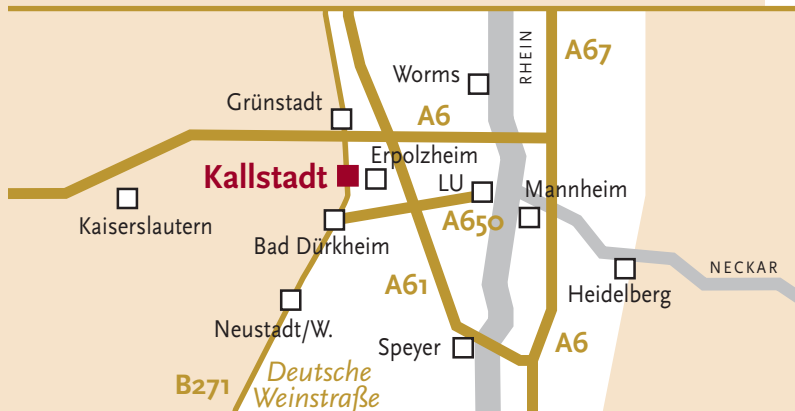 RHEIN
A67
Worms
Grünstadt
A6
Erpolzheim
Kallstadt
LU
Mannheim
Kaiserslautern
A650
Bad Dürkheim
NECKAR
A61
Heidelberg
Neustadt/W.
Speyer
A6
B271
Deutsche
Weinstraße